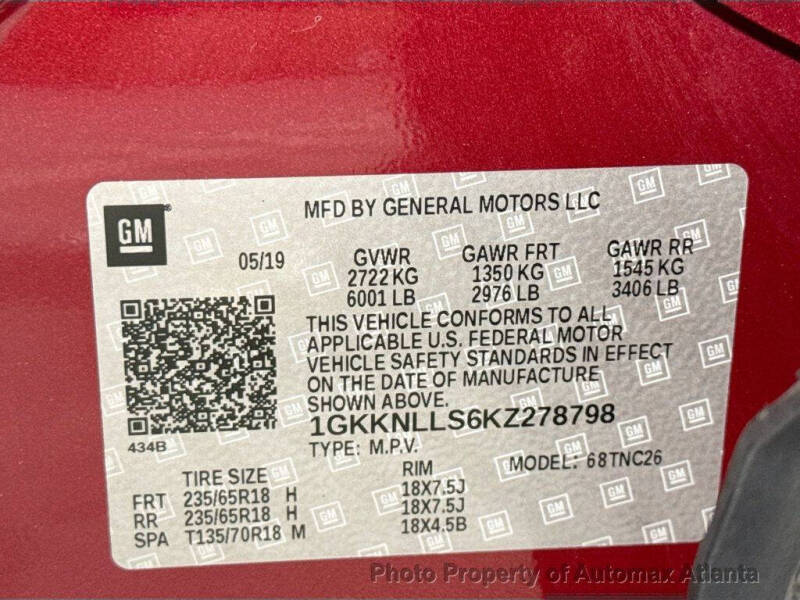 GM
MFD BY GENERAL MOTORS LLC
05/19
GVWR GAWR FRT GAWR RR
2722 KG 1350 KG 1545 KG
6001 LB 2976 LB 3406 LB
THIS VEHICLE CONFORMS TO ALL
APPLICABLE U.S. FEDERAL MOTOR
VEHICLE SAFETY STANDARDS IN EFFECT
ON THE DATE OF MANUFACTURE
SHOWN ABOVE.
1GKKNLLS6KZ278798
434B
TYPE: M.P.V.
MODEL: 68TNC26
TIRE SIZE RIM
FRT 235/65R18 H 18X7.5J
RR 235/65R18 H 18X7.5J
SPA T135/70R18 M 18X4.5B
Photo Property of Automax Atlanta